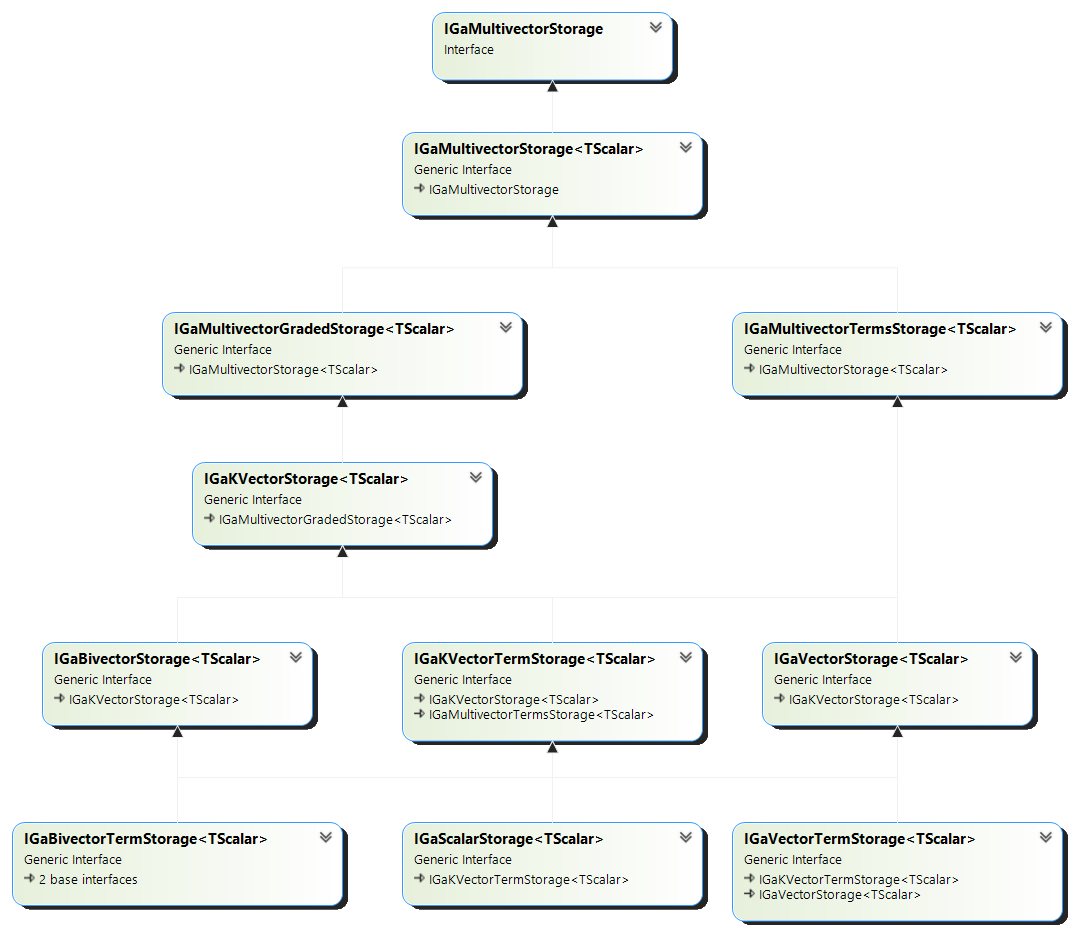 IGaMultivectorStorage
Interface
IGaMultivectorStorage<TScalar>
Generic Interface
IGaMultivectorStorage
IGaMultivectorGradedStorage<TScalar>
Generic Interface
IGaMultivectorStorage<TScalar>
IGaMultivectorTermsStorage<TScalar>
Generic Interface
IGaMultivectorStorage<TScalar>
IGaKVectorStorage<TScalar>
Generic Interface
IGaMultivectorGradedStorage<TScalar>
IGaBivectorStorage<TScalar>
Generic Interface
IGaKVectorStorage<TScalar>
IGaKVectorTermStorage<TScalar>
Generic Interface
IGaKVectorStorage<TScalar>
IGaMultivectorTermsStorage<TScalar>
IGaVectorStorage<TScalar>
Generic Interface
IGaKVectorStorage<TScalar>
IGaBivectorTermStorage<TScalar>
Generic Interface
2 base interfaces
IGaScalarStorage<TScalar>
Generic Interface
IGaKVectorTermStorage<TScalar>
IGaVectorTermStorage<TScalar>
Generic Interface
IGaKVectorTermStorage<TScalar>
IGaVectorStorage<TScalar>